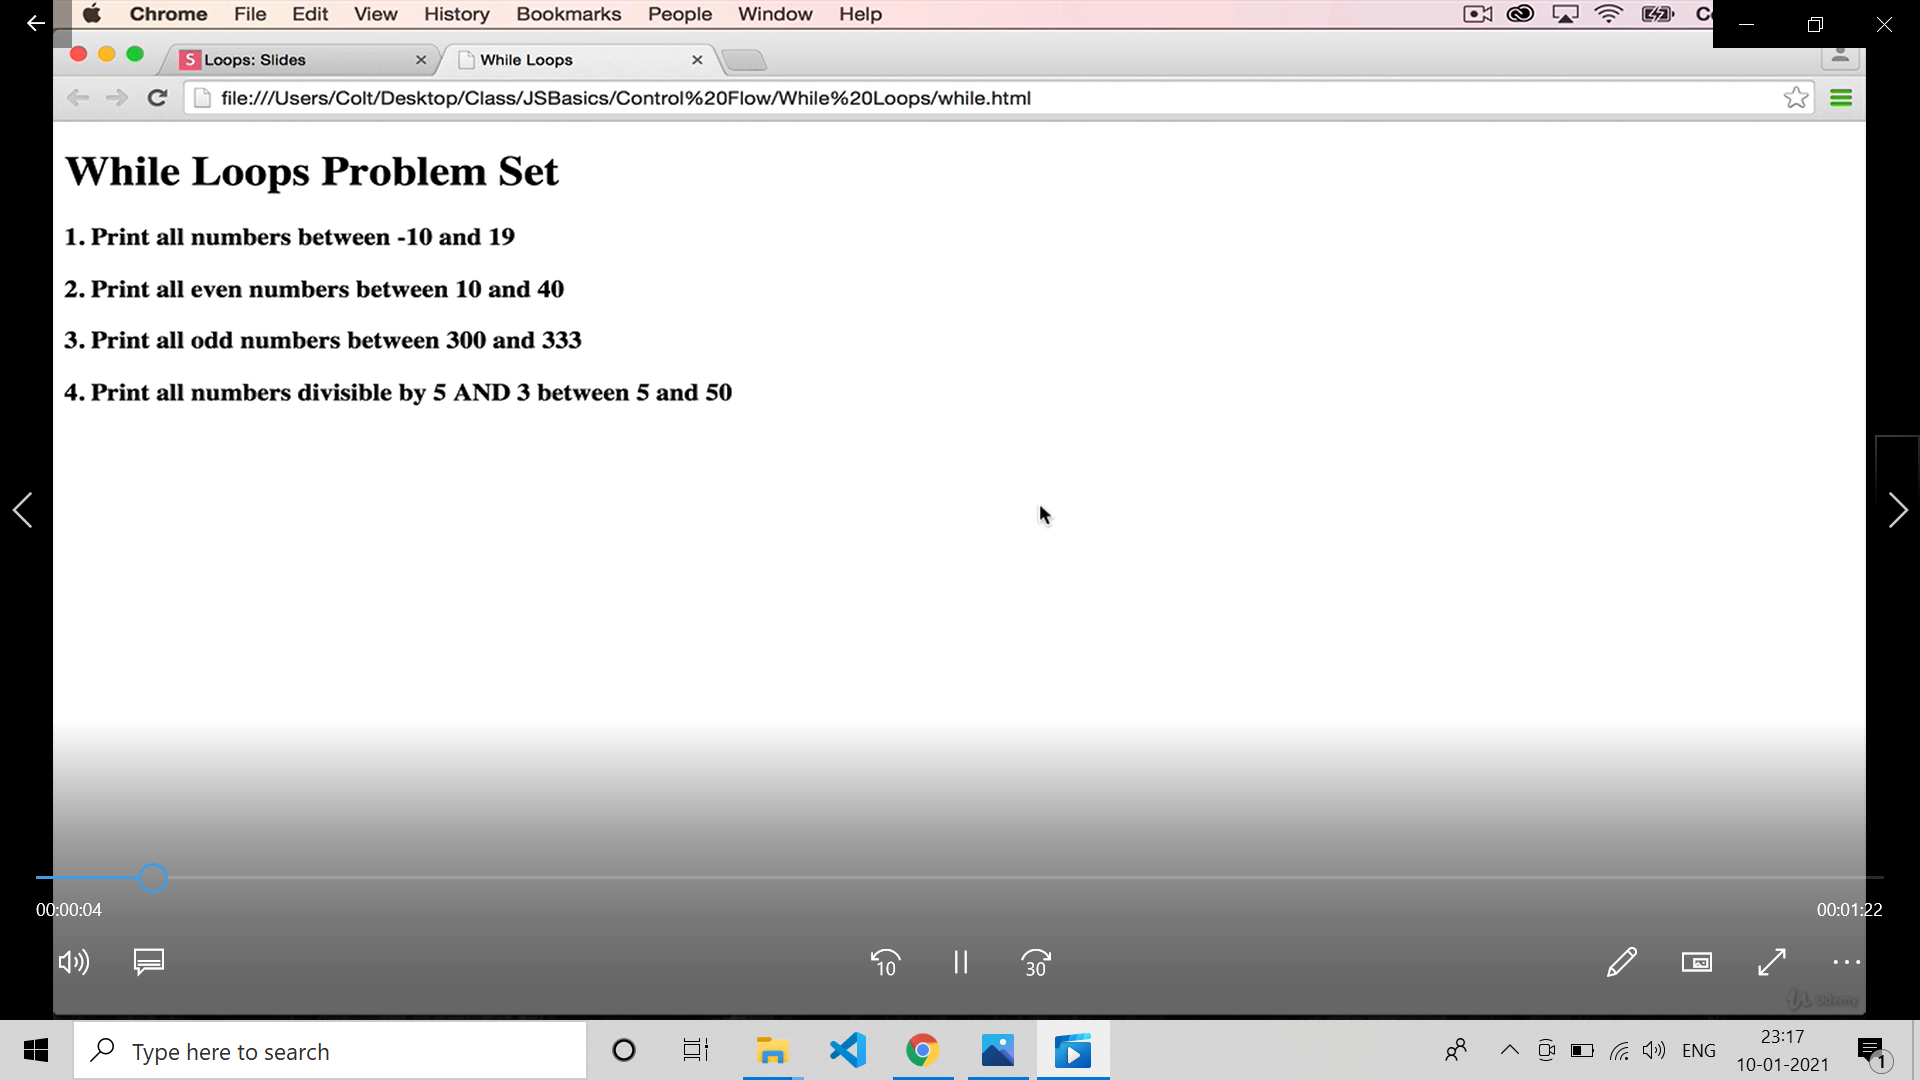 Chrome File Edit View History Bookmarks People Window Help
S Loops: Slides While Loops
file:///Users/Colt/Desktop/Class/JSBasics/Control%20Flow/While%20Loops/while.html
While Loops Problem Set
1. Print all numbers between -10 and 19
2. Print all even numbers between 10 and 40
3. Print all odd numbers between 300 and 333
4. Print all numbers divisible by 5 AND 3 between 5 and 50
00:00:04 00:01:22
10 30
Udemy
Type here to search
ENG
23:17
10-01-2021
1